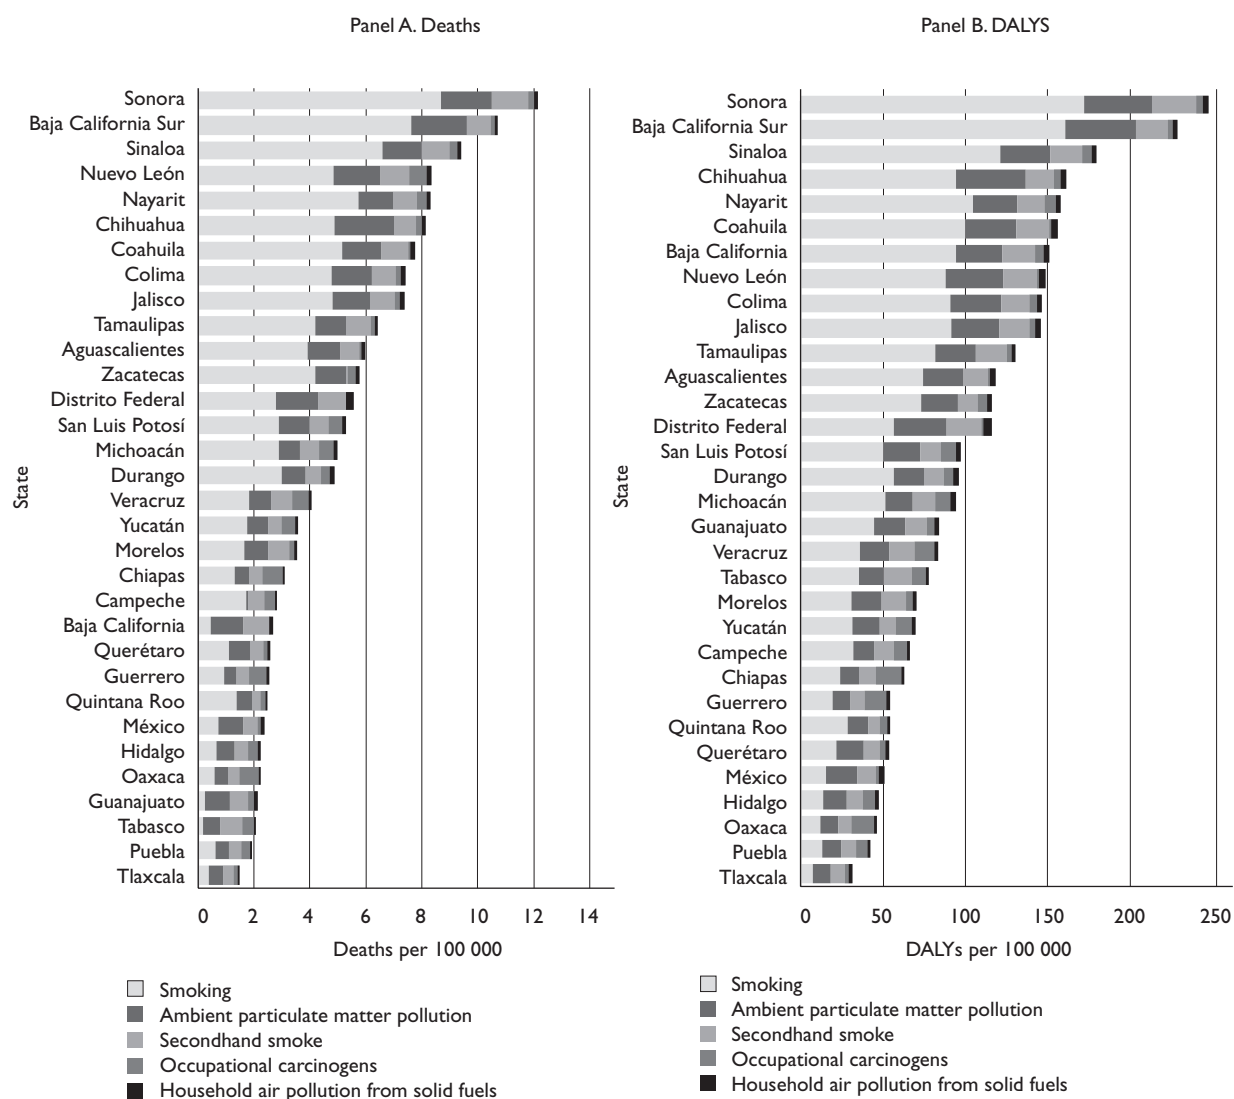 Panel A. Deaths
State
Sonora
Baja California Sur
Sinaloa
Nuevo León
Nayarit
Chihuahua
Coahuila
Colima
Jalisco
Tamaulipas
Aguascalientes
Zacatecas
Distrito Federal
San Luis Potosí
Michoacán
Durango
Veracruz
Yucatán
Morelos
Chiapas
Campeche
Baja California
Querétaro
Guerrero
Quintana Roo
México
Hidalgo
Oaxaca
Guanajuato
Tabasco
Puebla
Tlaxcala
0 2 4 6 8 10 12 14
Deaths per 100 000
Smoking
Ambient particulate matter pollution
Secondhand smoke
Occupational carcinogens
Household air pollution from solid fuels
Panel B. DALYS
State
Sonora
Baja California Sur
Sinaloa
Chihuahua
Nayarit
Coahuila
Baja California
Nuevo León
Colima
Jalisco
Tamaulipas
Aguascalientes
Zacatecas
Distrito Federal
San Luis Potosí
Durango
Michoacán
Guanajuato
Veracruz
Tabasco
Morelos
Yucatán
Campeche
Chiapas
Guerrero
Quintana Roo
Querétaro
México
Hidalgo
Oaxaca
Puebla
Tlaxcala
0 50 100 150 200 250
DALYs per 100 000
Smoking
Ambient particulate matter pollution
Secondhand smoke
Occupational carcinogens
Household air pollution from solid fuels